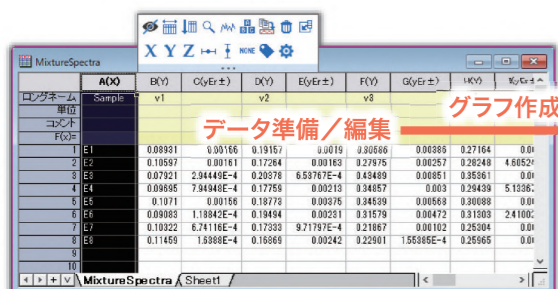 X Y Z NONE
MixtureSpectra
A(X) B(Y) C(yEr±) D(Y) E(yEr±) F(Y) G(yEr±)
ロングネーム Sample v1 v2 v3
単位
コメント
F(x)=
グラフ作成
データ準備/編集
1 E1 0.08931 0.00166 0.19157 0.0019 0.30686 0.00386 0.27164
2 E2 0.10597 0.00161 0.17264 0.00163 0.27975 0.00257 0.28248
3 E3 0.07921 2.94449E-4 0.20378 6.53767E-4 0.43489 0.00851 0.35361
4 E4 0.09695 7.94948E-4 0.17759 0.00213 0.34857 0.003 0.29439
5 E5 0.1071 0.00156 0.18773 0.00375 0.34539 0.00568 0.30088
6 E6 0.09083 1.18842E-4 0.19494 0.00231 0.31579 0.00472 0.31303
7 E7 0.10322 6.74116E-4 0.17333 9.71797E-4 0.21867 0.00102 0.25304
8 E8 0.11459 1.6388E-4 0.16869 0.00242 0.22901 1.55385E-4 0.25965
9
10
MixtureSpectra Sheet1